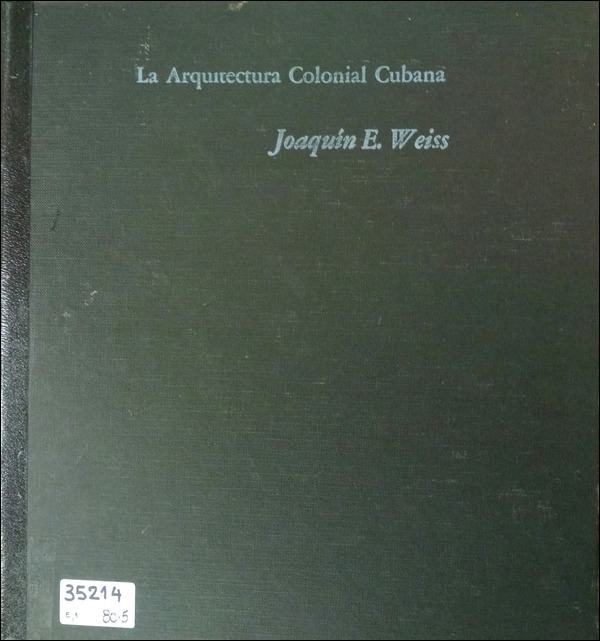 La Arquitectura Colonial Cubana
Joaquín E. Weiss
35214
80.5